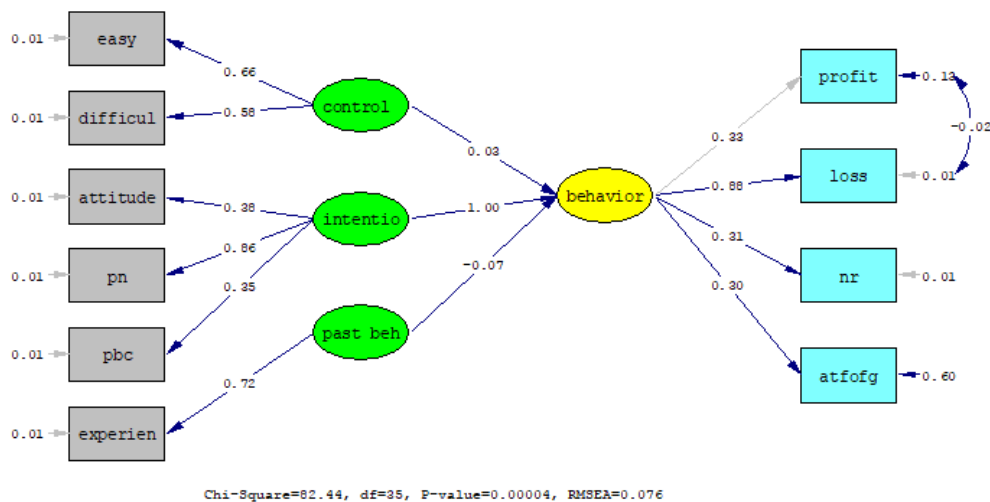 0.01
easy
0.66
0.01
difficul
0.58
control
0.03
0.01
attitude
0.38
intentio
1.00
0.01
pn
0.86
0.35
-0.07
0.01
pbc
past beh
0.72
0.01
experien
behavior
profit
0.13
-0.02
0.33
loss
0.01
0.88
0.31
nr
0.01
0.30
atfofg
0.60
Chi-Square=82.44, df=35, P-value=0.00004, RMSEA=0.076